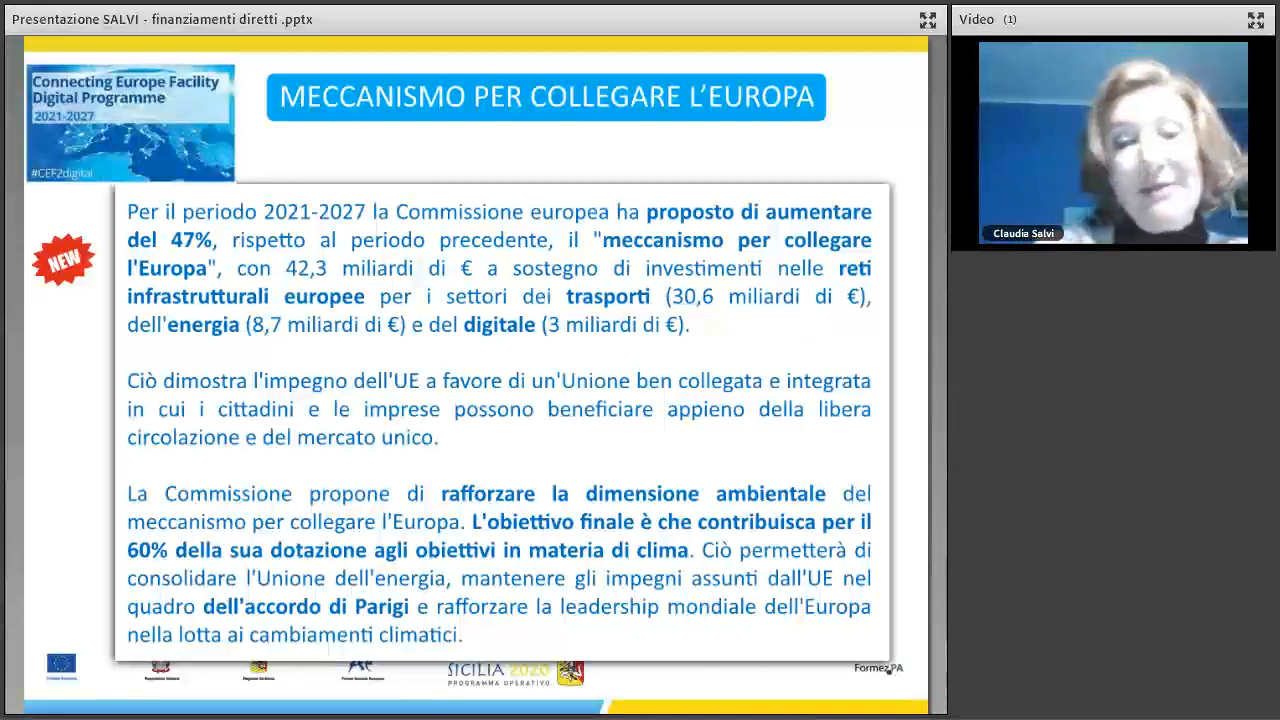 Presentazione SALVI - finanziamenti diretti .pptx
Video (1)
Connecting Europe Facility
Digital Programme
2021-2027
#CEF2digital
MECCANISMO PER COLLEGARE L'EUROPA
NEW
Per il periodo 2021-2027 la Commissione europea ha proposto di aumentare
del 47%, rispetto al periodo precedente, il "meccanismo per collegare
l'Europa", con 42,3 miliardi di € a sostegno di investimenti nelle reti
infrastrutturali europee per i settori dei trasporti (30,6 miliardi di €),
dell'energia (8,7 miliardi di €) e del digitale (3 miliardi di €).
Ciò dimostra l'impegno dell'UE a favore di un'Unione ben collegata e integrata
in cui i cittadini e le imprese possono beneficiare appieno della libera
circolazione e del mercato unico.
La Commissione propone di rafforzare la dimensione ambientale del
meccanismo per collegare l'Europa. L'obiettivo finale è che contribuisca per il
60% della sua dotazione agli obiettivi in materia di clima. Ciò permetterà di
consolidare l'Unione dell'energia, mantenere gli impegni assunti dall'UE nel
quadro dell'accordo di Parigi e rafforzare la leadership mondiale dell'Europa
nella lotta ai cambiamenti climatici.
Claudia Salvi
SICILIA 2020
PROGRAMMA OPERATIVO
Formez PA